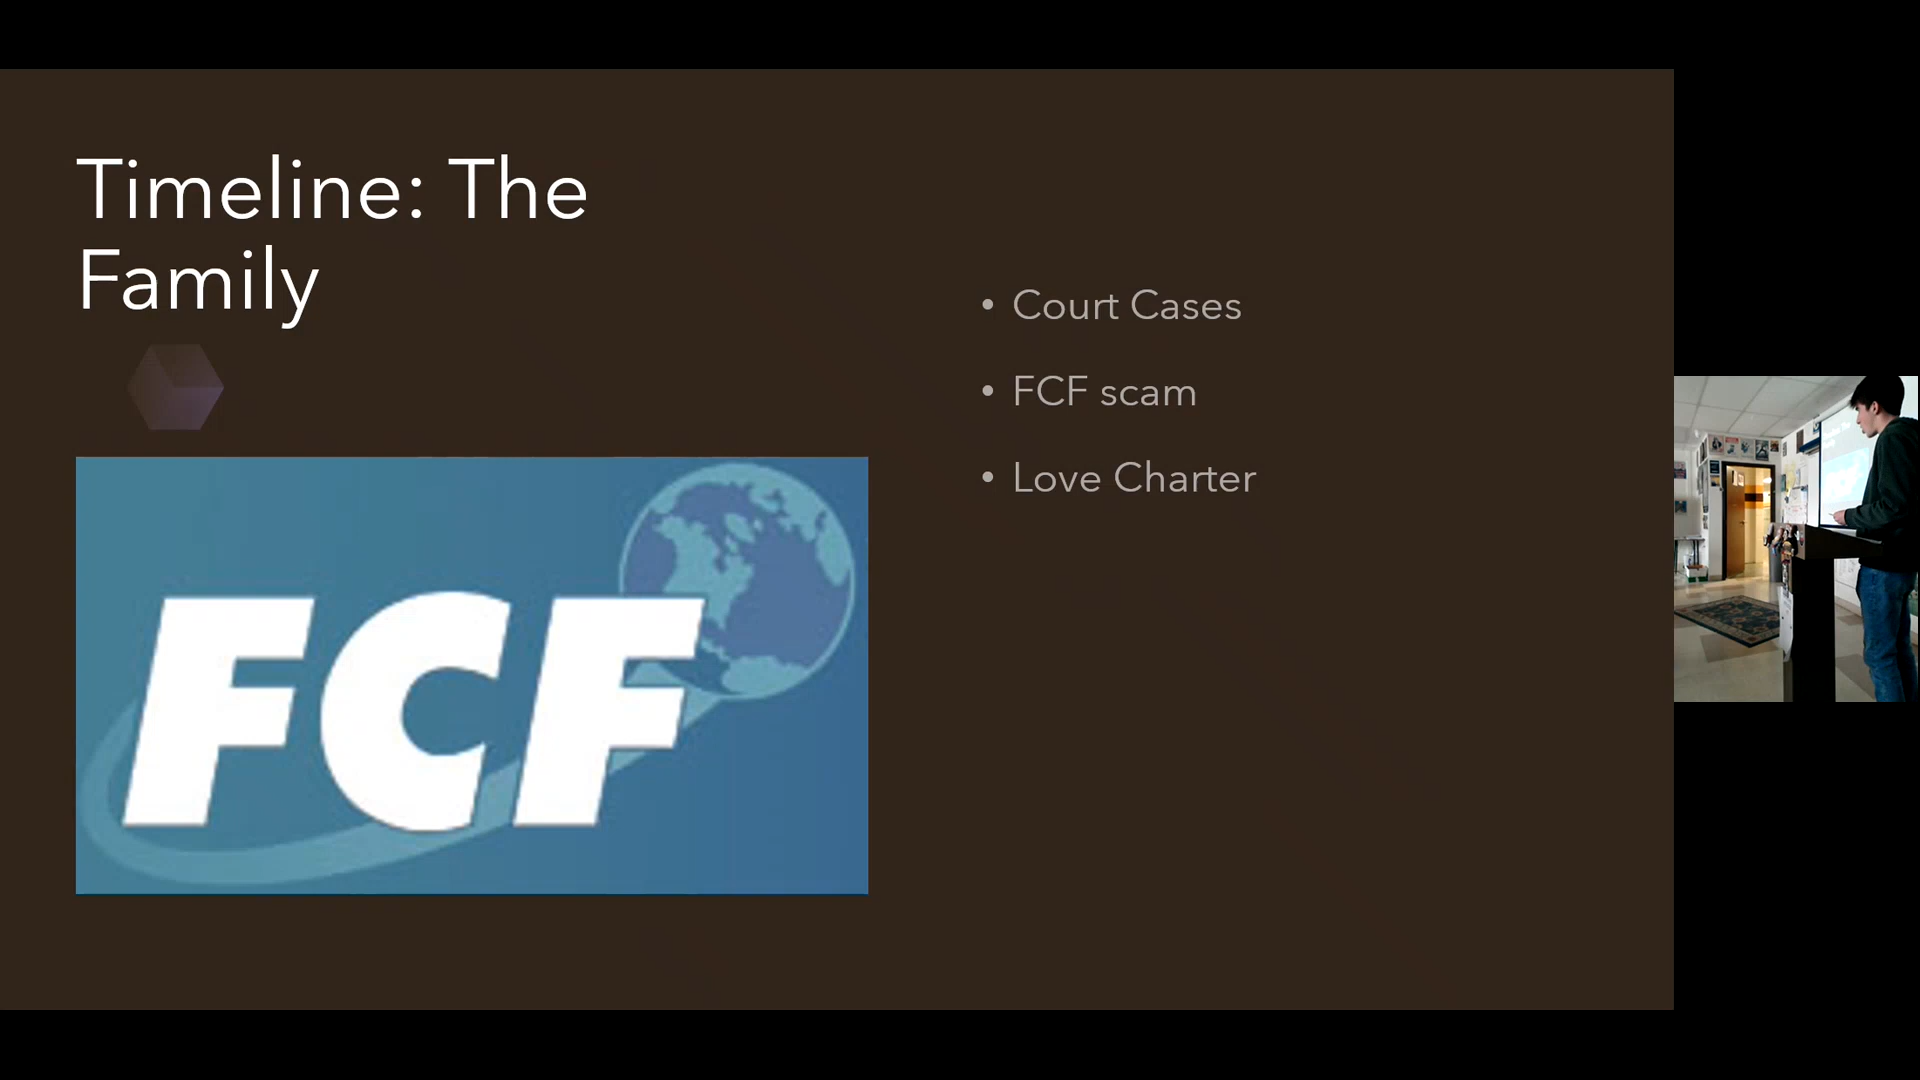 Timeline: The
Family
• Court Cases
• FCF scam
• Love Charter
FCF